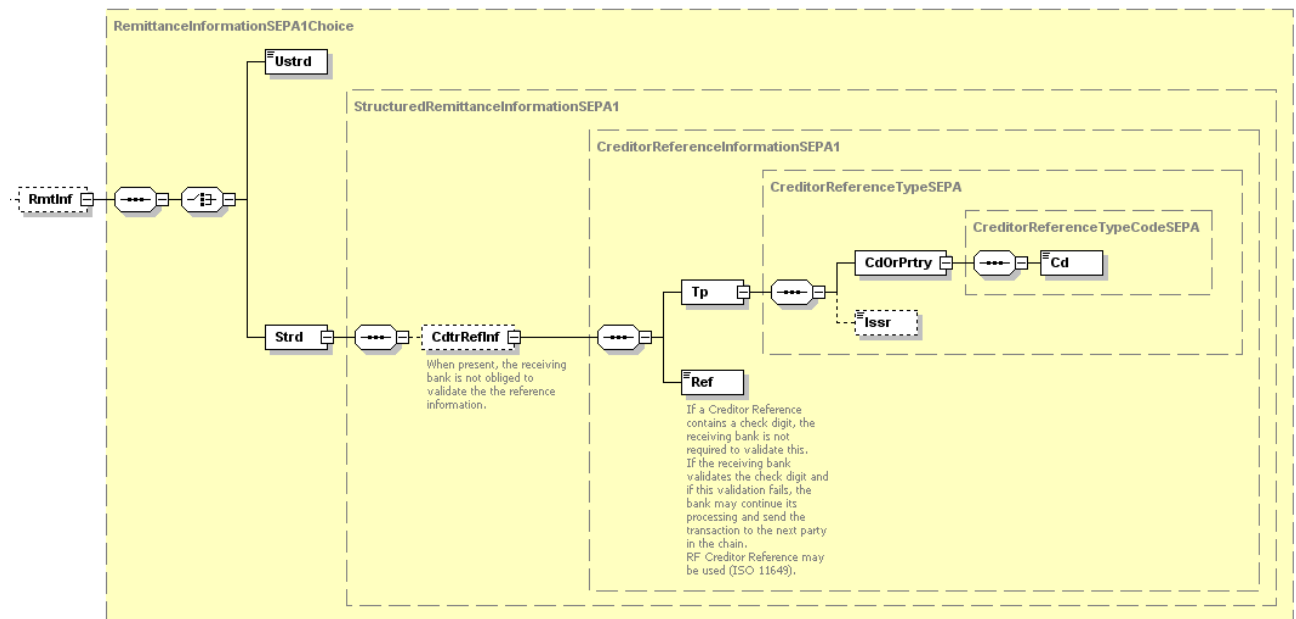 RemittanceInformationSEPA1Choice
Ustrd
StructuredRemittanceInformationSEPA1
CreditorReferenceInformationSEPA1
CreditorReferenceTypeSEPA
CreditorReferenceTypeCodeSEPA
RmtInf
CdOrPrtry
Cd
Tp
Issr
Strd
CdtrRefInf
When present, the receiving
bank is not obliged to
validate the the reference
information.
Ref
If a Creditor Reference
contains a check digit, the
receiving bank is not
required to validate this.
If the receiving bank
validates the check digit and
if this validation fails, the
bank may continue its
processing and send the
transaction to the next party
in the chain.
RF Creditor Reference may
be used (ISO 11649).